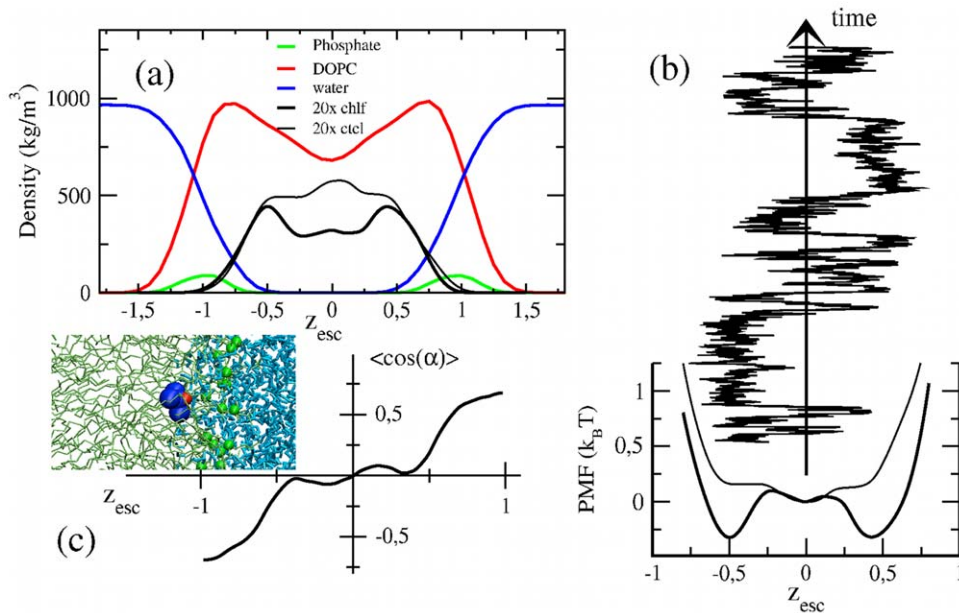 (a)
Phosphate
DOPC
water
20x chlf
20x ctcl
Density (kg/m³)
1000
500
0
-1,5 -1 -0,5 0 0,5 1 1,5
z_esc
time
(b)
PMF (k_BT)
1
0,5
0
-1 -0,5 0 0,5 1
z_esc
<cos(α)>
0,5
z_esc -1 1
-0,5
(c)